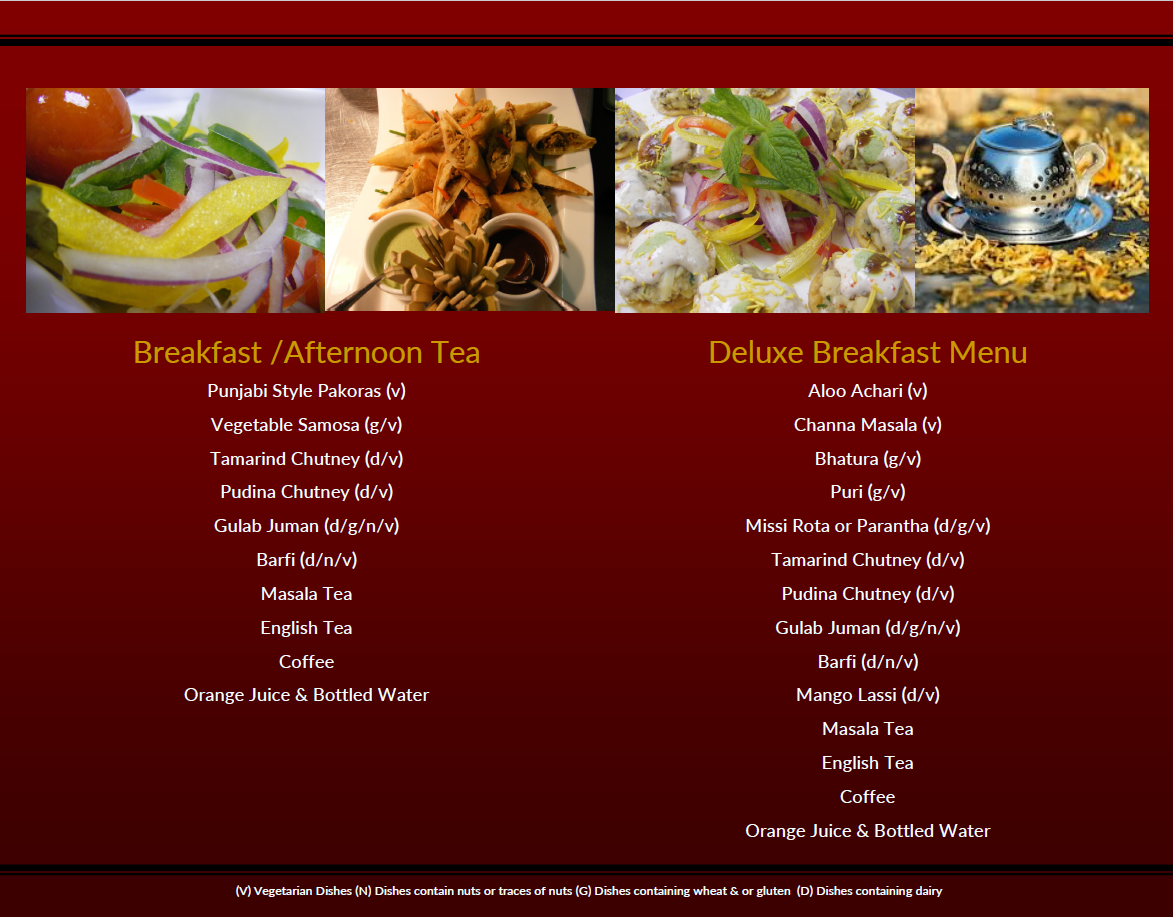 Breakfast /Afternoon Tea
Punjabi Style Pakoras (v)
Vegetable Samosa (g/v)
Tamarind Chutney (d/v)
Pudina Chutney (d/v)
Gulab Juman (d/g/n/v)
Barfi (d/n/v)
Masala Tea
English Tea
Coffee
Orange Juice & Bottled Water
Deluxe Breakfast Menu
Aloo Achari (v)
Channa Masala (v)
Bhatura (g/v)
Puri (g/v)
Missi Rota or Parantha (d/g/v)
Tamarind Chutney (d/v)
Pudina Chutney (d/v)
Gulab Juman (d/g/n/v)
Barfi (d/n/v)
Mango Lassi (d/v)
Masala Tea
English Tea
Coffee
Orange Juice & Bottled Water
(V) Vegetarian Dishes (N) Dishes contain nuts or traces of nuts (G) Dishes containing wheat & or gluten (D) Dishes containing dairy